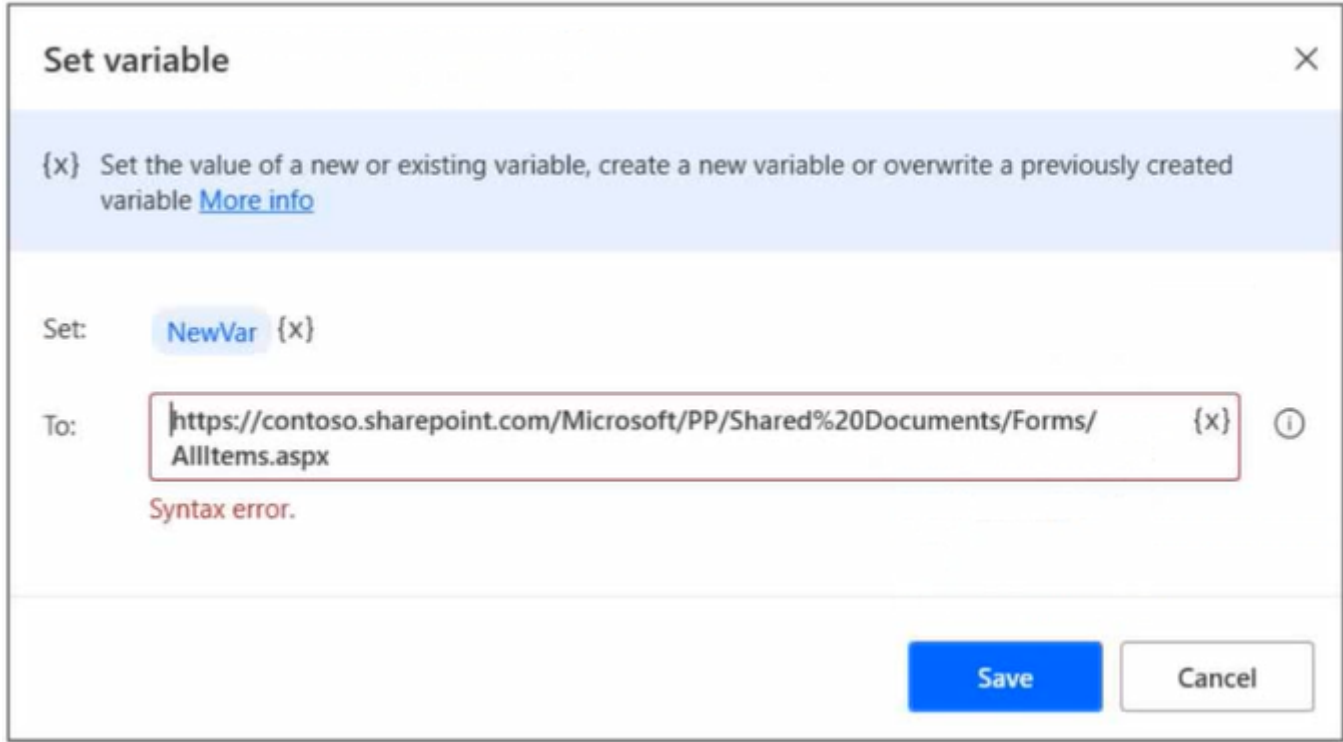 Set variable
{x} Set the value of a new or existing variable, create a new variable or overwrite a previously created
variable More info
Set: NewVar {x}
To: https://contoso.sharepoint.com/Microsoft/PP/Shared%20Documents/Forms/ {x}
AllItems.aspx
Syntax error.
Save Cancel